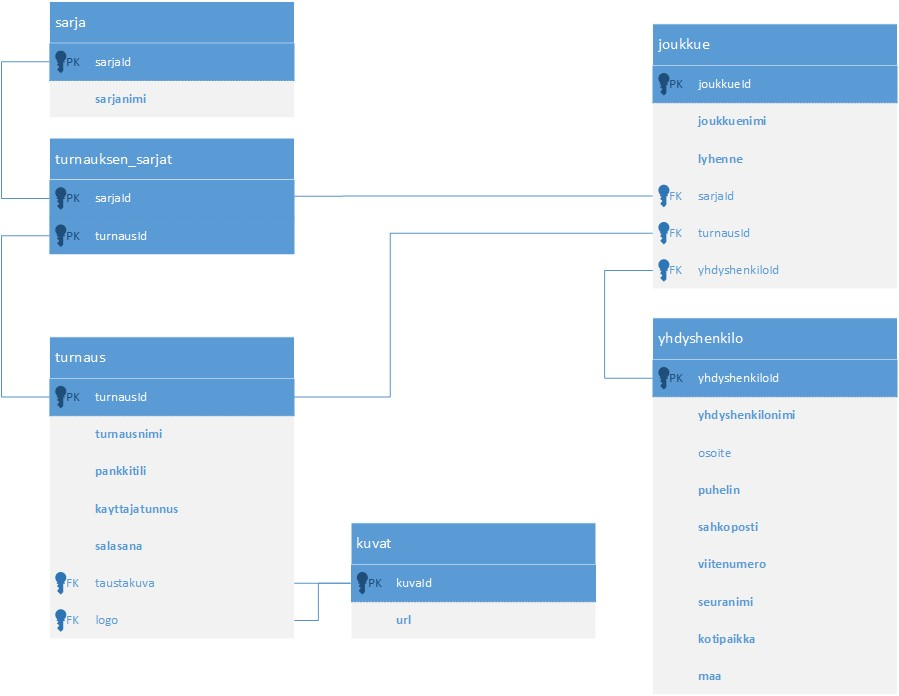 sarja
PK sarjaId
sarjanimi
turnauksen_sarjat
PK sarjaId
PK turnausId
turnaus
PK turnausId
turnausnimi
pankkitili
kayttajatunnus
salasana
FK taustakuva
FK logo
kuvat
PK kuvaId
url
joukkue
PK joukkueId
joukkuenimi
lyhenne
FK sarjaId
FK turnausId
FK yhdyshenkiloId
yhdyshenkilo
PK yhdyshenkiloId
yhdyshenkilonimi
osoite
puhelin
sahkoposti
viitenumero
seuranimi
kotipaikka
maa